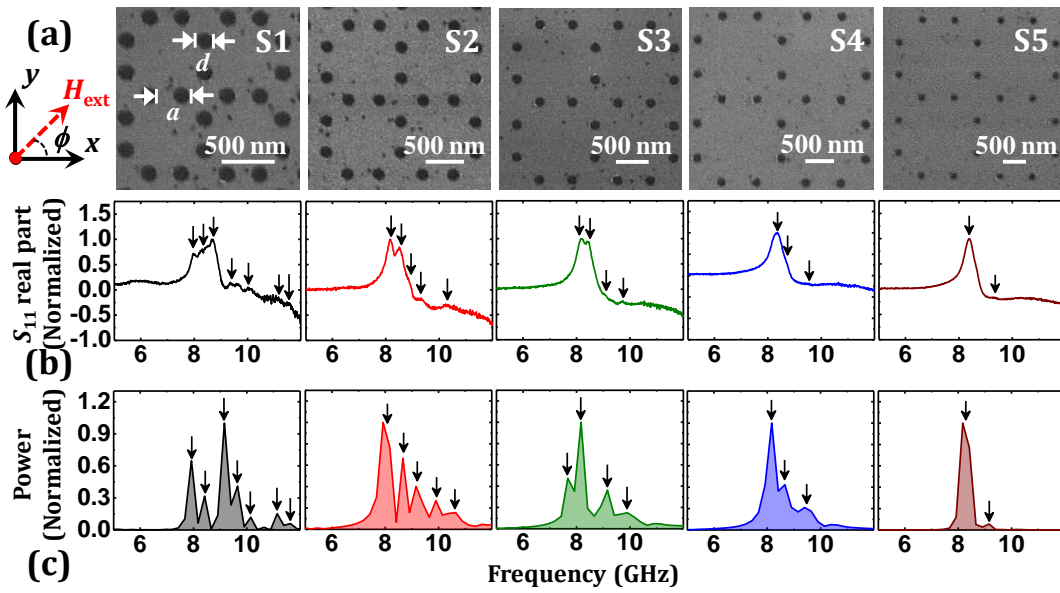 (a)
y
H_ext
ϕ
x
S1
d
a
500 nm
S2
500 nm
S3
500 nm
S4
500 nm
S5
500 nm
(b)
S₁₁ real part
(Normalized)
1.5
1.0
0.5
0.0
-0.5
-1.0
6 8 10
6 8 10
6 8 10
6 8 10
6 8 10
(c)
Power
(Normalized)
1.2
0.9
0.6
0.3
0.0
6 8 10
6 8 10
6 8 10
6 8 10
6 8 10
Frequency (GHz)